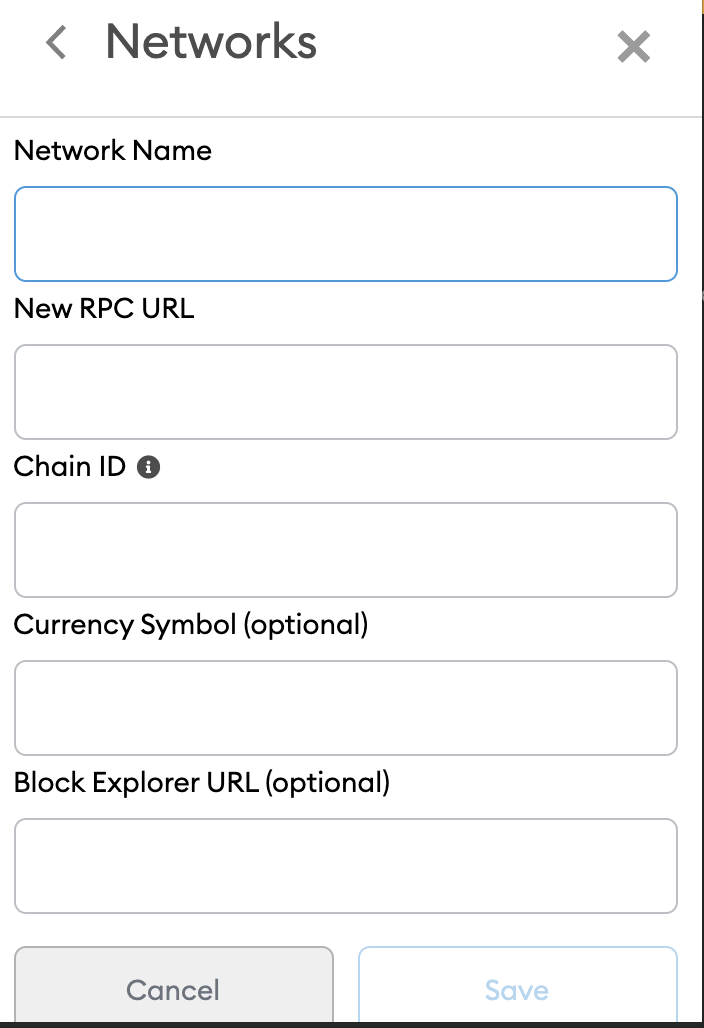 Networks
Network Name
New RPC URL
Chain ID
Currency Symbol (optional)
Block Explorer URL (optional)
Cancel
Save